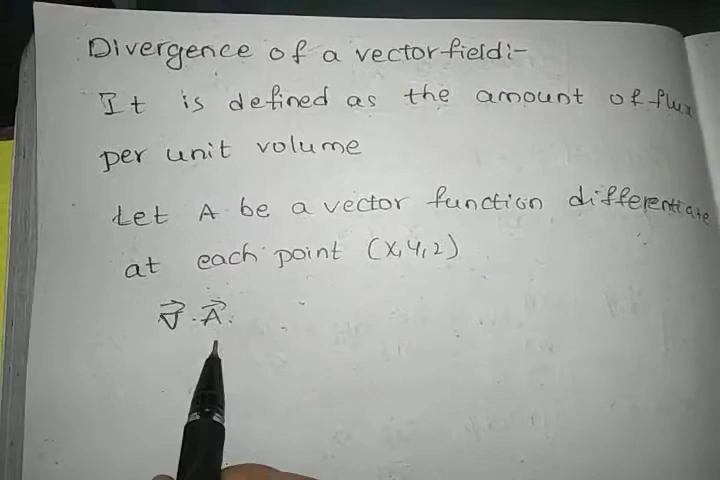 Divergence of a vector field:-
It is defined as the amount of flux
per unit volume
Let A be a vector function differentiate
at each point (x,y,z)
∇⃗ . A⃗ .